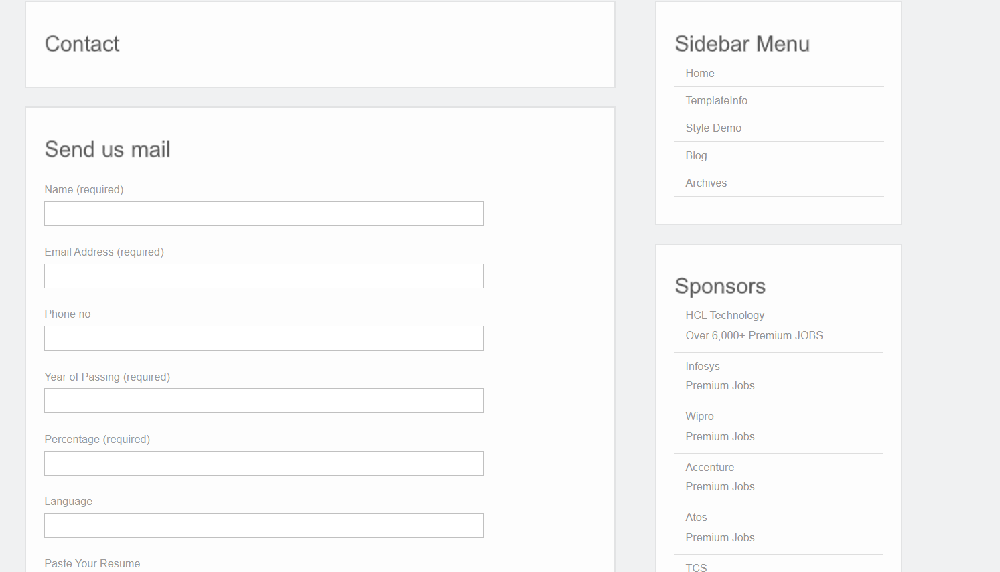 Contact
Send us mail
Name (required)
Email Address (required)
Phone no
Year of Passing (required)
Percentage (required)
Language
Paste Your Resume
Sidebar Menu
Home
TemplateInfo
Style Demo
Blog
Archives
Sponsors
HCL Technology
Over 6,000+ Premium JOBS
Infosys
Premium Jobs
Wipro
Premium Jobs
Accenture
Premium Jobs
Atos
Premium Jobs
TCS